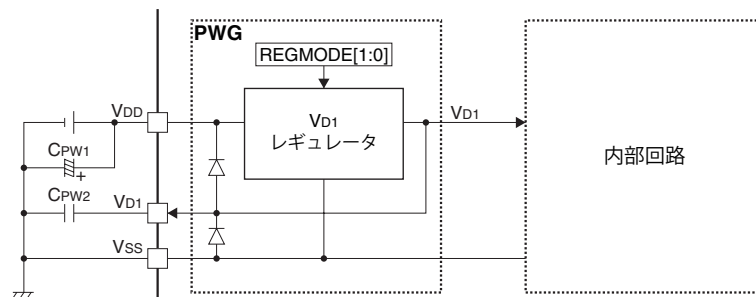 PWG
REGMODE[1:0]
VDD
VD1
レギュレータ
VD1
内部回路
CPW1
+
CPW2
VD1
VSS